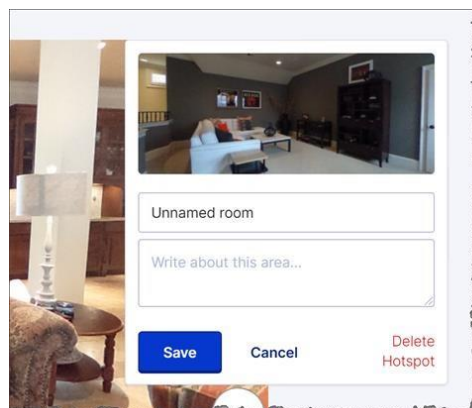 Unnamed room
Write about this area...
Save
Cancel
Delete
Hotspot